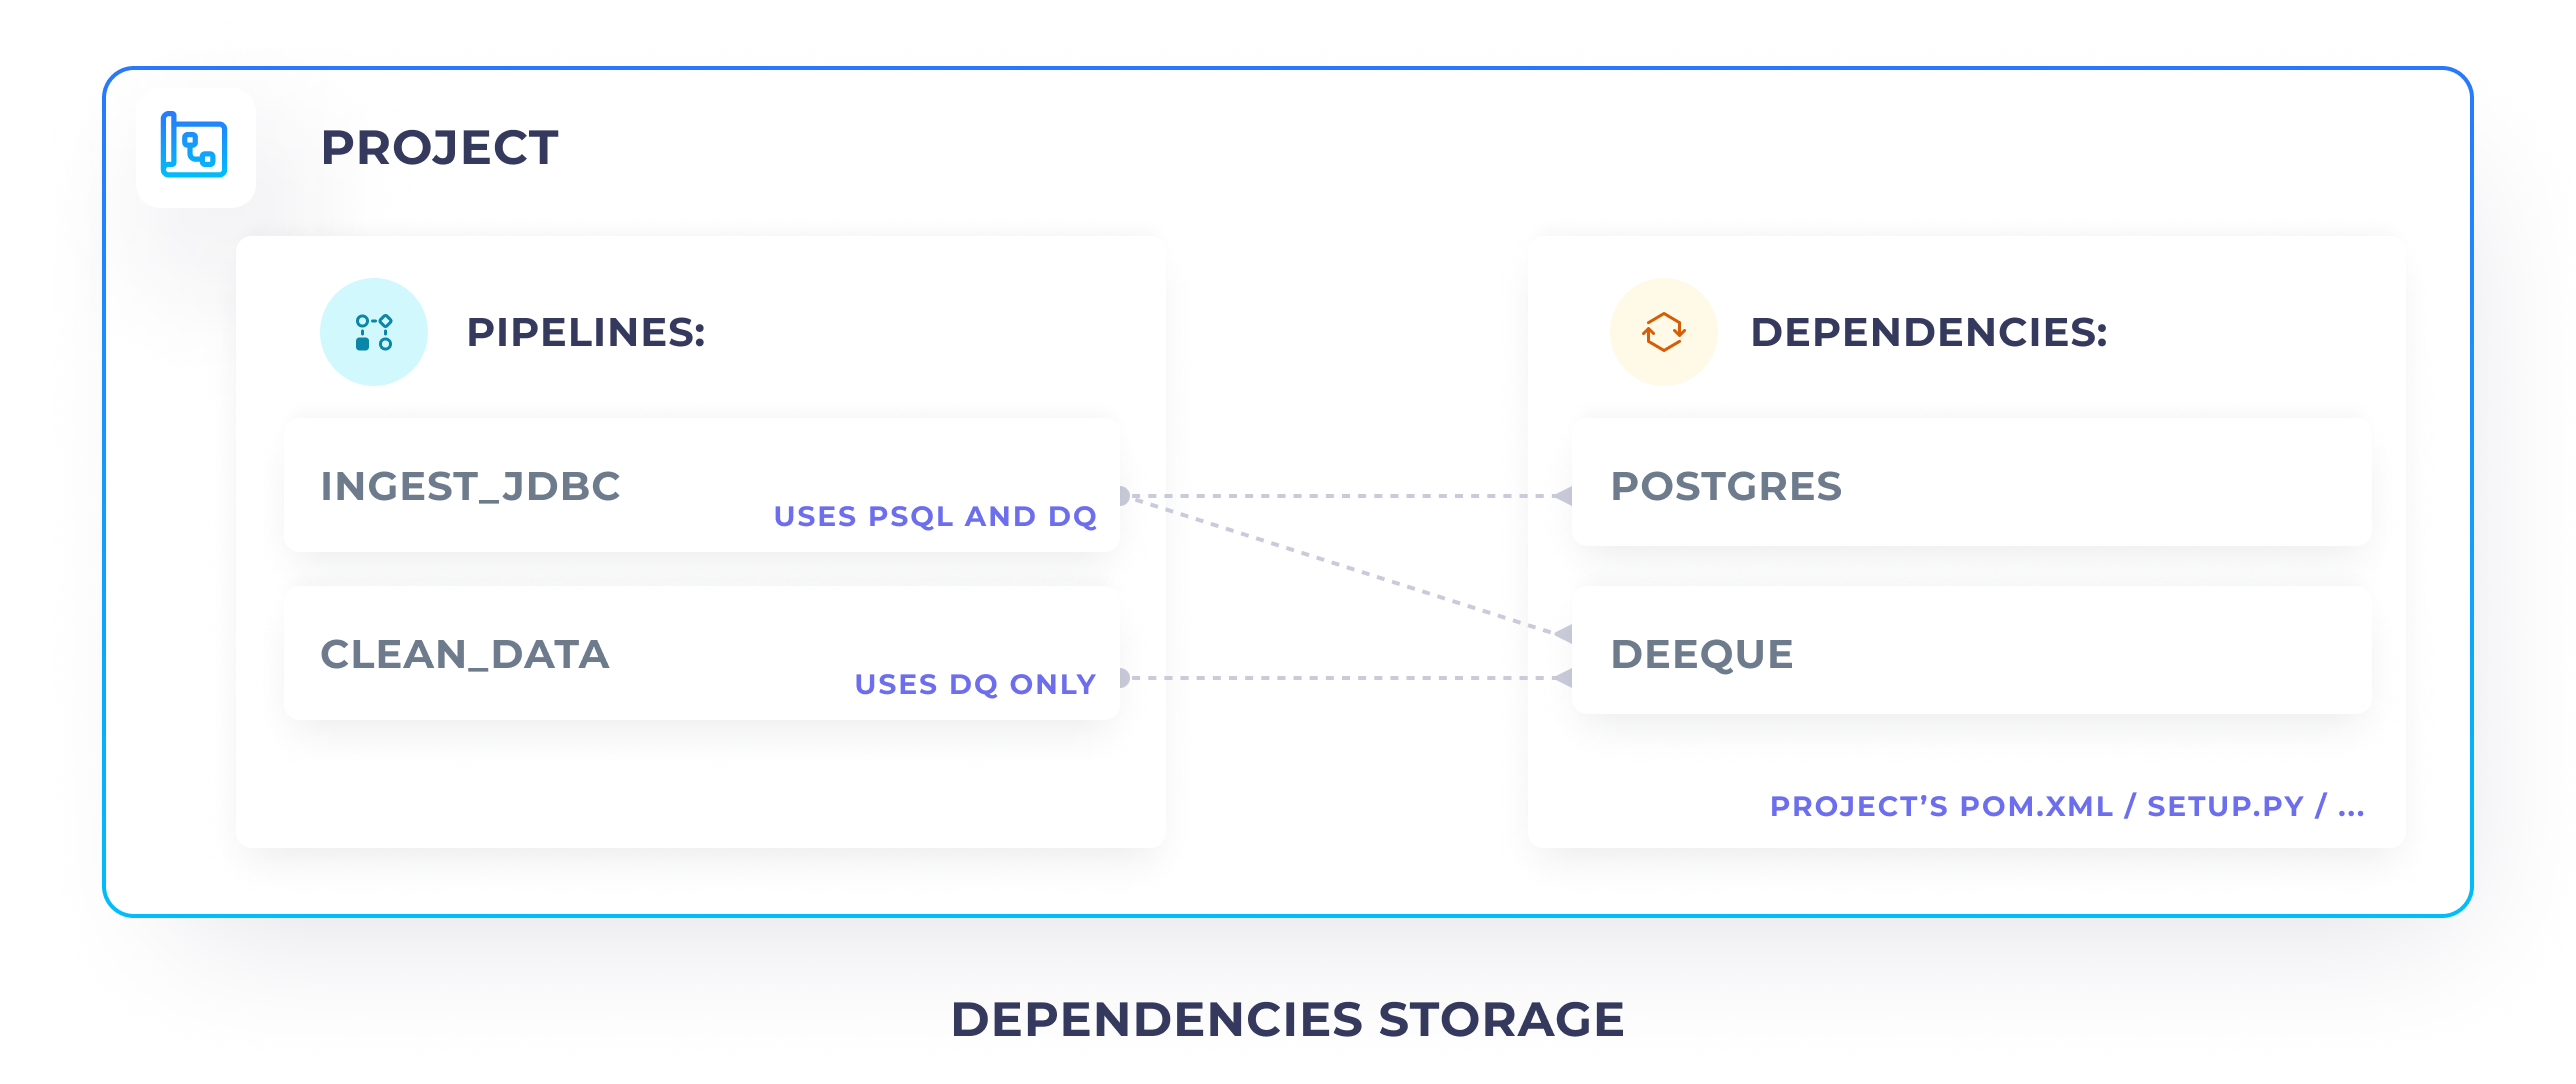 PROJECT
PIPELINES:
INGEST_JDBC
USES PSQL AND DQ
CLEAN_DATA
USES DQ ONLY
DEPENDENCIES:
POSTGRES
DEEQUE
PROJECT’S POM.XML / SETUP.PY / ...
DEPENDENCIES STORAGE